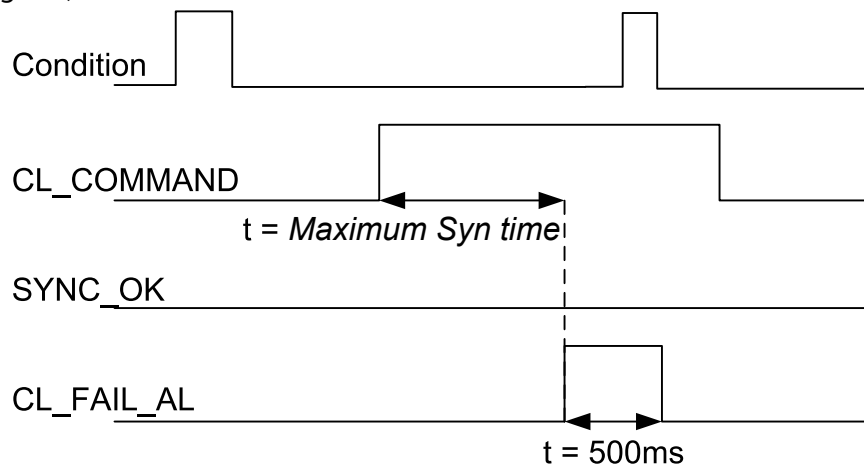 Condition
CL_COMMAND
t = Maximum Syn time
SYNC_OK
CL_FAIL_AL
t = 500ms